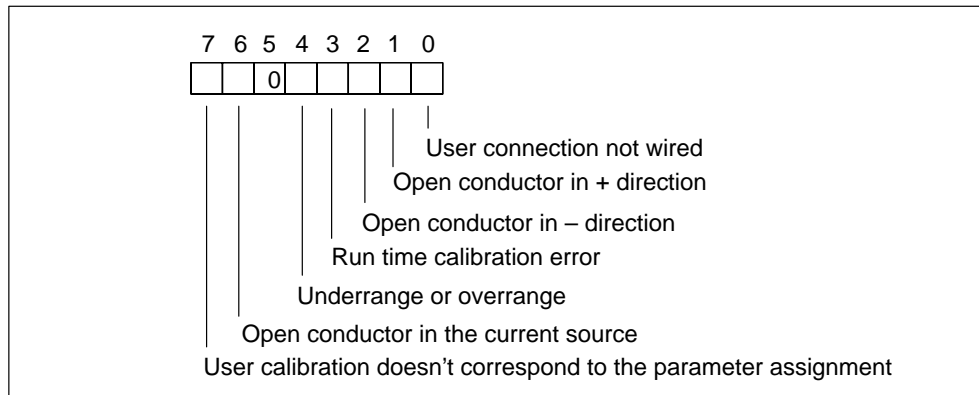 7 6 5 4 3 2 1 0
0
User connection not wired
Open conductor in + direction
Open conductor in – direction
Run time calibration error
Underrange or overrange
Open conductor in the current source
User calibration doesn't correspond to the parameter assignment